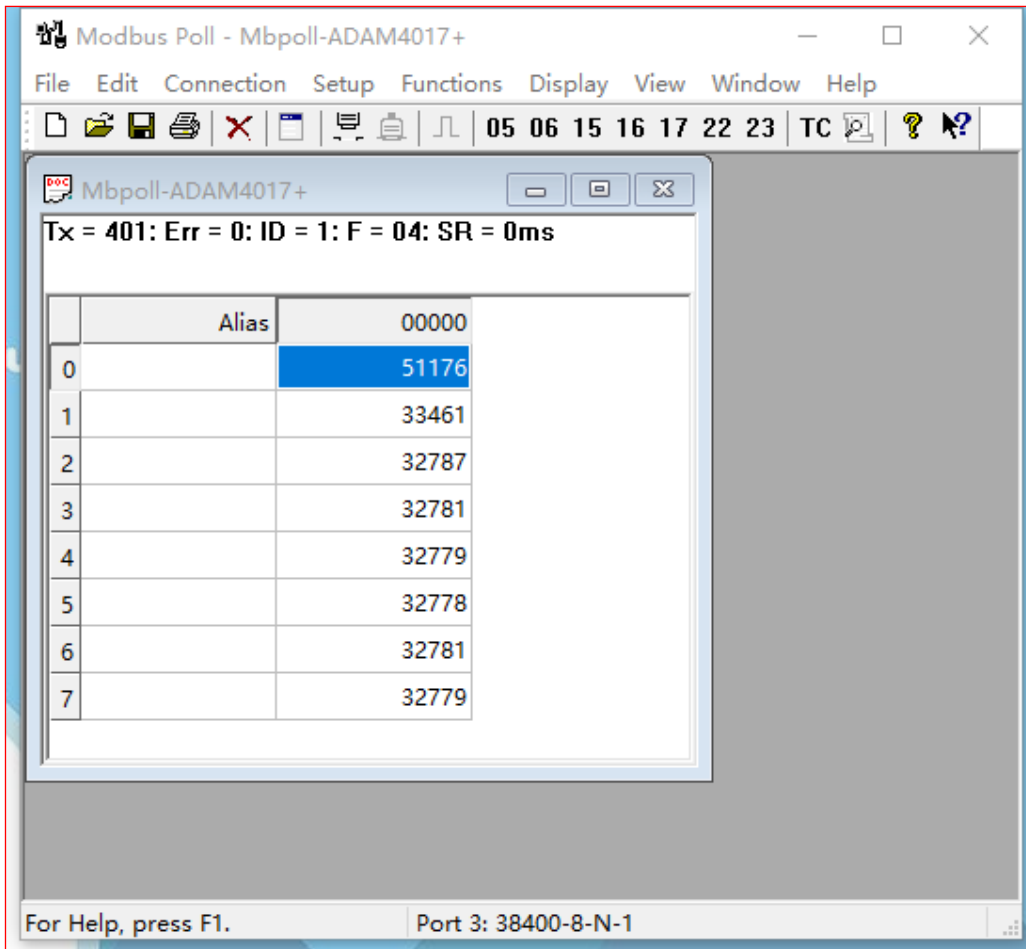 Modbus Poll - Mbpoll-ADAM4017+
File Edit Connection Setup Functions Display View Window Help
05 06 15 16 17 22 23 TC
Mbpoll-ADAM4017+
Tx = 401: Err = 0: ID = 1: F = 04: SR = 0ms
Alias 00000
0 51176
1 33461
2 32787
3 32781
4 32779
5 32778
6 32781
7 32779
For Help, press F1. Port 3: 38400-8-N-1